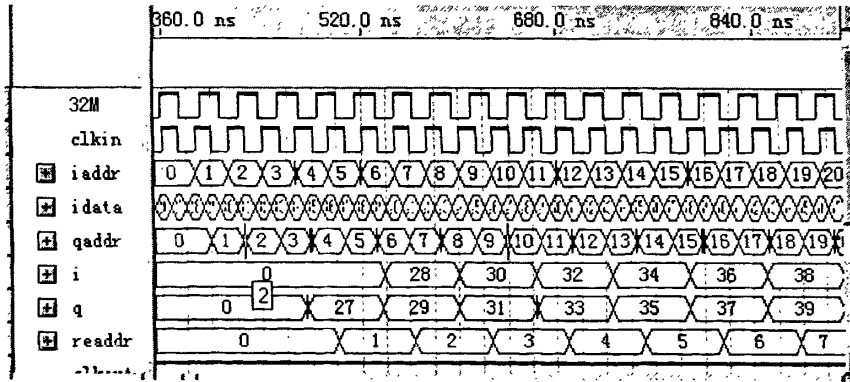 360.0 ns 520.0 ns 680.0 ns 840.0 ns
32M
clkin
iaddr 0 1 2 3 4 5 6 7 8 9 10 11 12 13 14 15 16 17 18 19 20
idata
qaddr 0 1 2 3 4 5 6 7 8 9 10 11 12 13 14 15 16 17 18 19
i 0 28 30 32 34 36 38
2
q 0 27 29 31 33 35 37 39
readdr 0 1 2 3 4 5 6 7